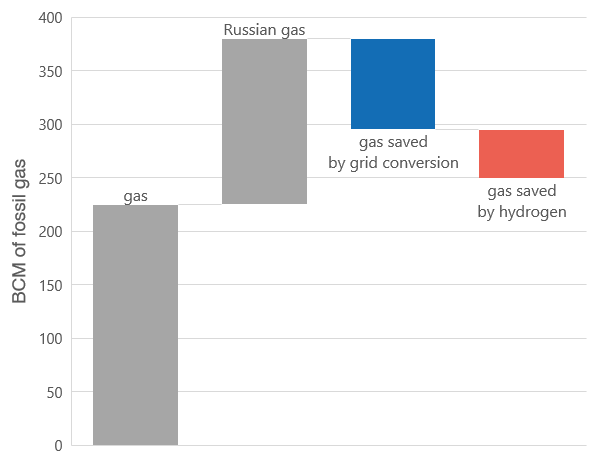 400
350
300
250
200
150
100
50
0
BCM of fossil gas
gas
Russian gas
gas saved
by grid conversion
gas saved
by hydrogen